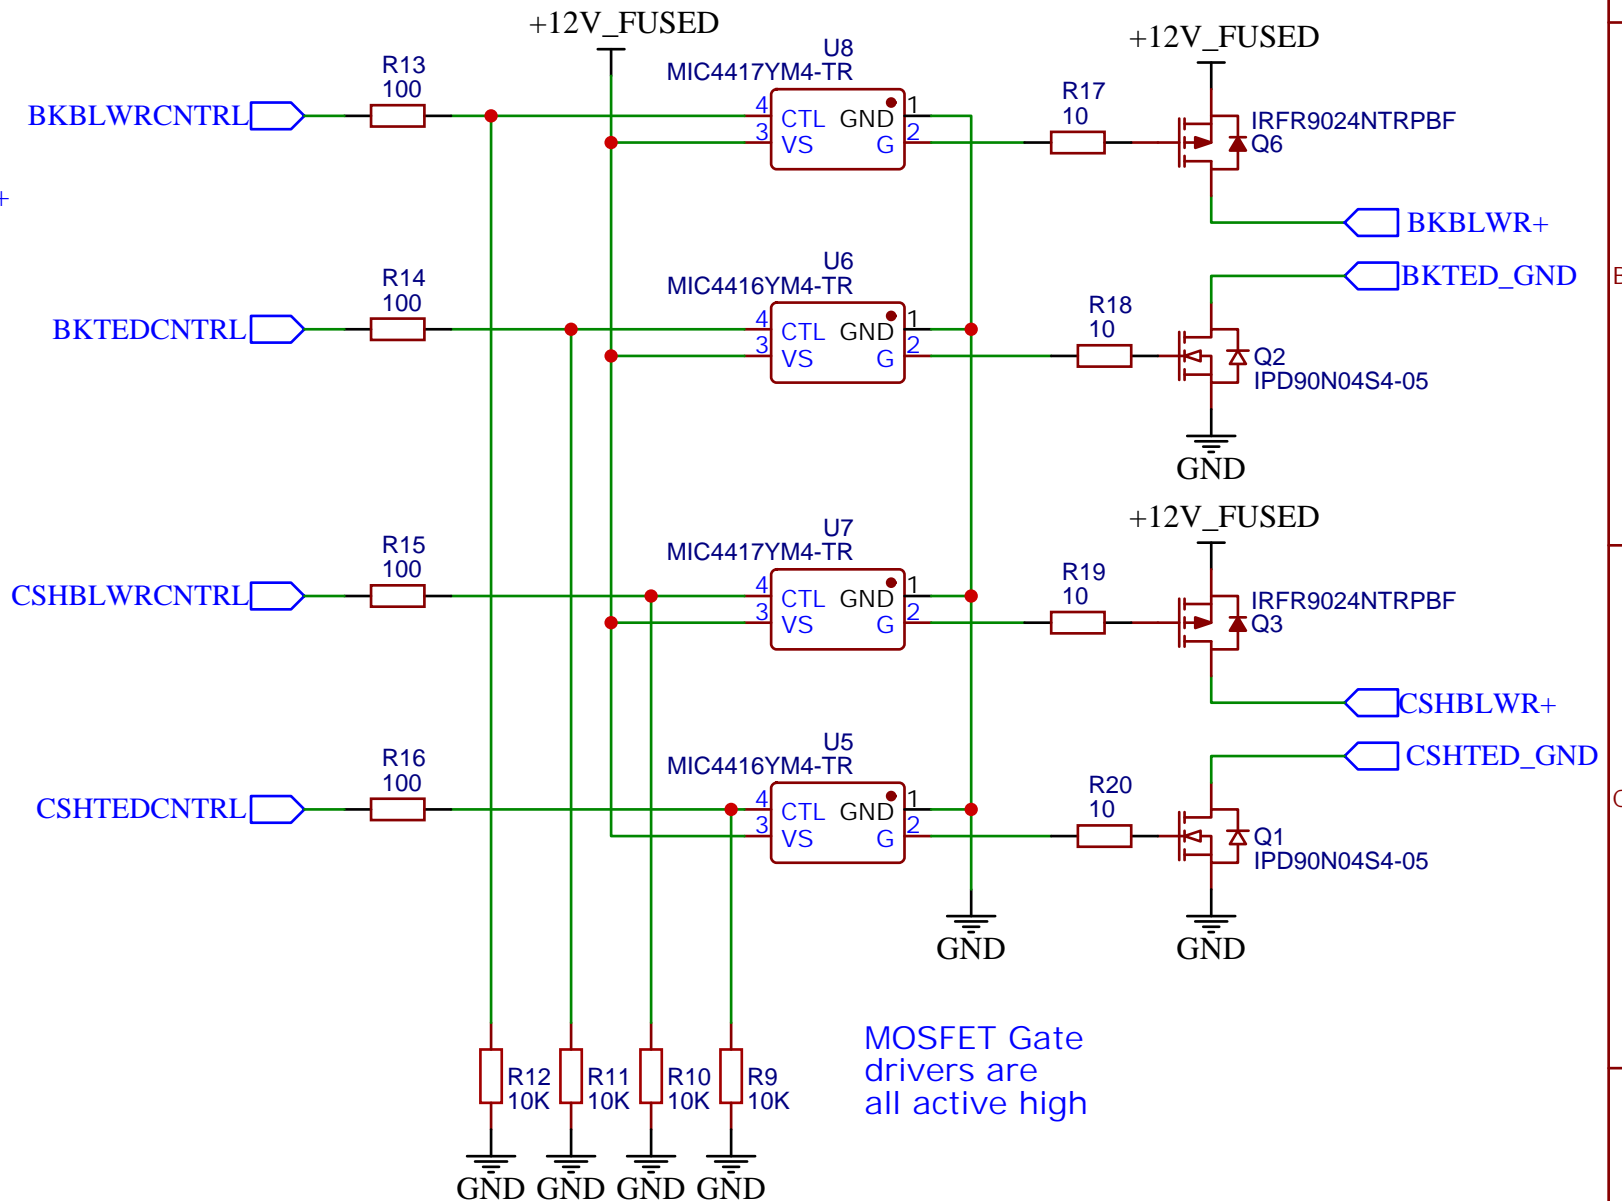 +12V_FUSED
+12V_FUSED
R13
100
BKBLWRCNTRL
U8
MIC4417YM4-TR
4 CTL GND 1
3 VS G 2
R17
10
IRFR9024NTRPBF
Q6
+
BKBLWR+
BKTED_GND
R14
100
BKTEDCNTRL
U6
MIC4416YM4-TR
4 CTL GND 1
3 VS G 2
R18
10
Q2
IPD90N04S4-05
GND
+12V_FUSED
R15
100
CSHBLWRCNTRL
U7
MIC4417YM4-TR
4 CTL GND 1
3 VS G 2
R19
10
IRFR9024NTRPBF
Q3
CSHBLWR+
CSHTED_GND
R16
100
CSHTEDCNTRL
U5
MIC4416YM4-TR
4 CTL GND 1
3 VS G 2
R20
10
Q1
IPD90N04S4-05
GND
GND
MOSFET Gate
drivers are
all active high
R12
10K
R11
10K
R10
10K
R9
10K
GND GND GND GND